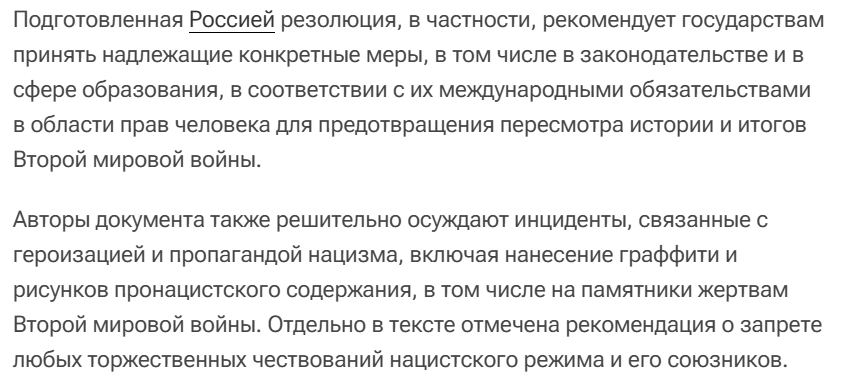 Подготовленная Россией резолюция, в частности, рекомендует государствам
принять надлежащие конкретные меры, в том числе в законодательстве и в
сфере образования, в соответствии с их международными обязательствами
в области прав человека для предотвращения пересмотра истории и итогов
Второй мировой войны.
Авторы документа также решительно осуждают инциденты, связанные с
героизацией и пропагандой нацизма, включая нанесение граффити и
рисунков пронацистского содержания, в том числе на памятники жертвам
Второй мировой войны. Отдельно в тексте отмечена рекомендация о запрете
любых торжественных чествований нацистского режима и его союзников.